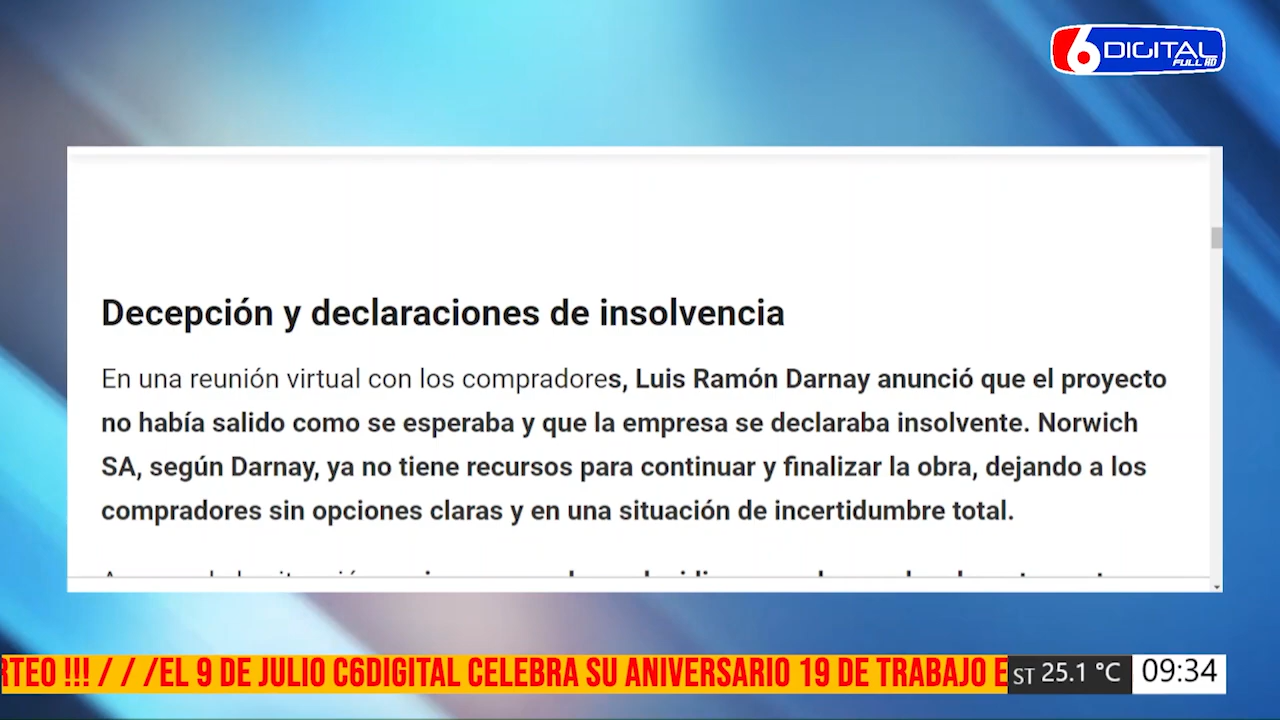 6 DIGITAL
FULL HD
Decepción y declaraciones de insolvencia
En una reunión virtual con los compradores, Luis Ramón Darnay anunció que el proyecto
no había salido como se esperaba y que la empresa se declaraba insolvente. Norwich
SA, según Darnay, ya no tiene recursos para continuar y finalizar la obra, dejando a los
compradores sin opciones claras y en una situación de incertidumbre total.
RTEO !!! / / /EL 9 DE JULIO C6DIGITAL CELEBRA SU ANIVERSARIO 19 DE TRABAJO E
ST 25.1 °C 09:34